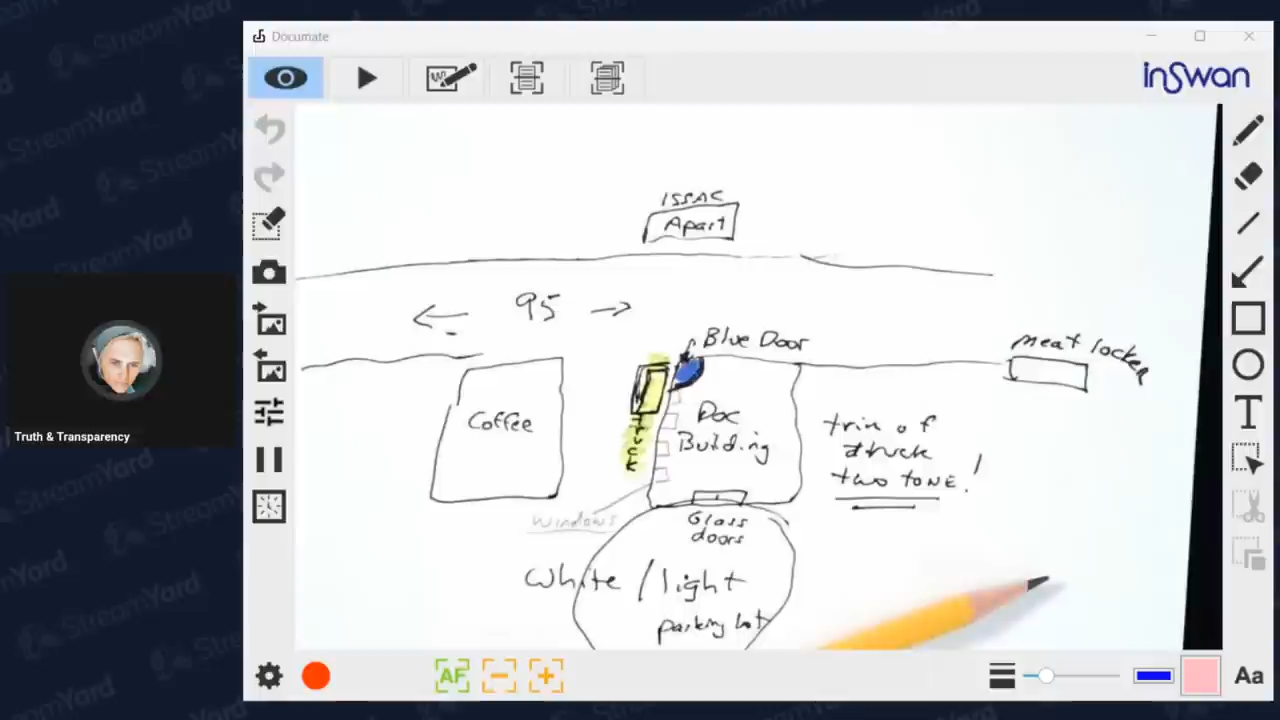 StreamYard
Documate
inSwan
ISSAC
Apart
95
Blue Door
meat locker
Coffee
TRUCK
Doc
Building
trim of
truck
two tone!
windows
Glass
doors
white / light
parking lot
Truth & Transparency
T
AF
Aa